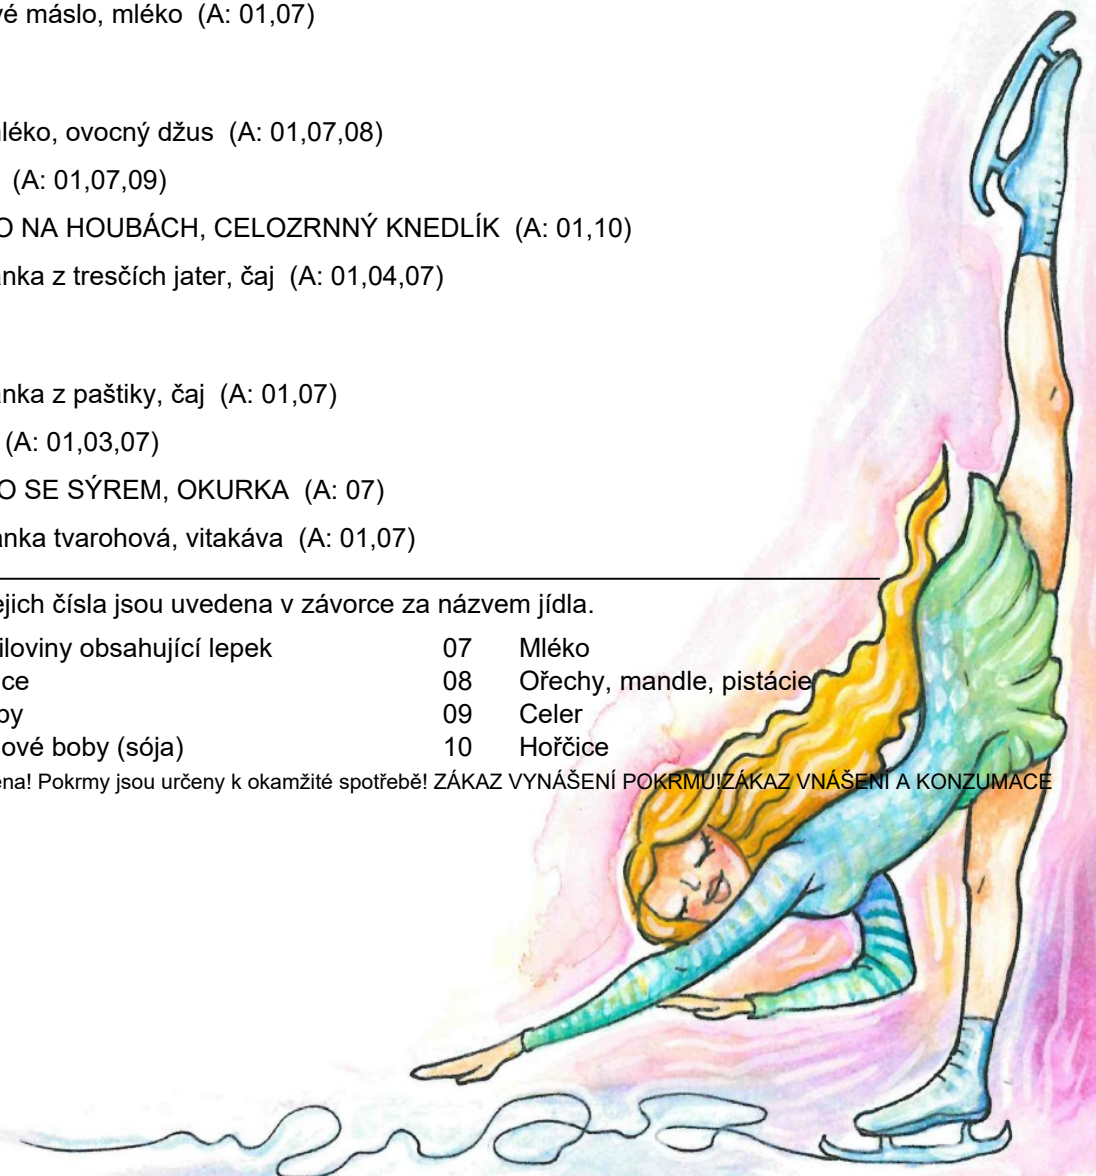 vé máslo, mléko (A: 01,07)
léko, ovocný džus (A: 01,07,08)
(A: 01,07,09)
O NA HOUBÁCH, CELOZRNNÝ KNEDLÍK (A: 01,10)
nka z tresčích jater, čaj (A: 01,04,07)
nka z paštiky, čaj (A: 01,07)
(A: 01,03,07)
O SE SÝREM, OKURKA (A: 07)
nka tvarohová, vitakáva (A: 01,07)
ejich čísla jsou uvedena v závorce za názvem jídla.
iloviny obsahující lepek 07 Mléko
ce 08 Ořechy, mandle, pistácie
by 09 Celer
ové boby (sója) 10 Hořčice
ena! Pokrmy jsou určeny k okamžité spotřebě! ZÁKAZ VYNÁŠENÍ POKRMŮ!ZÁKAZ VNÁŠENÍ A KONZUMACE